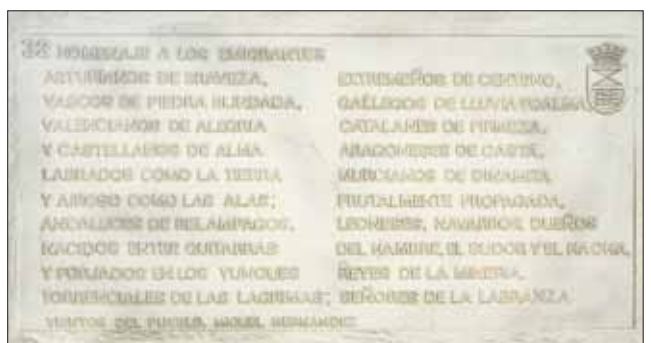 HOMENAJE A LOS EMIGRANTES
ASTURIANOS DE BRAVEZA,
VASCOS DE PIEDRA BLINDADA,
VALENCIANOS DE ALEGRIA
Y CASTELLANOS DE ALMA
LABRADOS COMO LA TIERRA
Y AIROSO COMO LAS ALAS;
ANDALUCES DE RELAMPAGOS,
NACIDOS ENTRE GUITARRAS
Y FORJADOS EN LOS YUNQUES
TORRENCIALES DE LAS LAGRIMAS;
EXTREMEÑOS DE CENTENO,
GALLEGOS DE LLUVIA Y CALMA,
CATALANES DE FIRMEZA,
ARAGONESES DE CASTA,
MURCIANOS DE DINAMITA
FRUTALMENTE PROPAGADA,
LEONESES, NAVARROS, DUEÑOS
DEL HAMBRE, EL SUDOR Y EL HACHA,
REYES DE LA MINERIA,
SEÑORES DE LA LABRANZA
VIENTOS DEL PUEBLO, MIGUEL HERNANDEZ